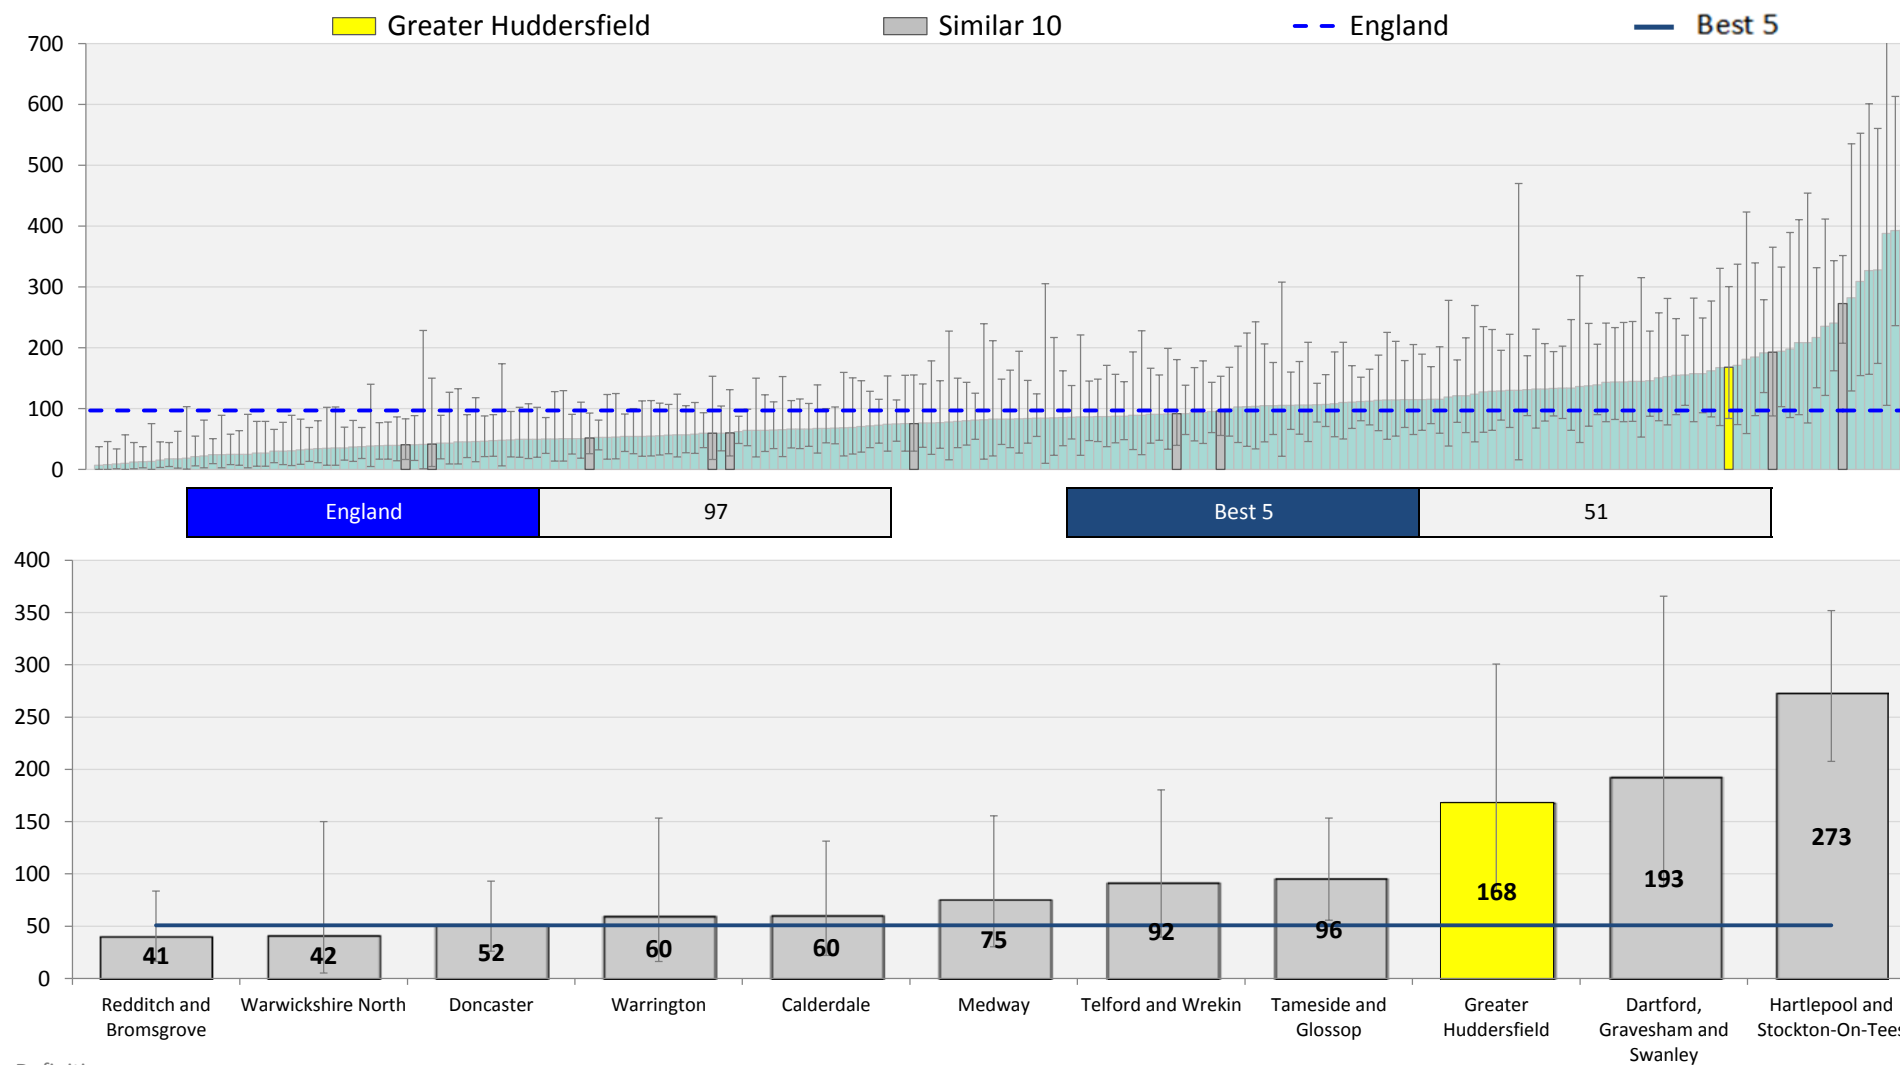 Greater Huddersfield
Similar 10
England
Best 5
700
600
500
400
300
200
100
0
England
97
Best 5
51
400
350
300
250
200
150
100
50
0
41
42
52
60
60
75
92
96
168
193
273
Redditch and
Bromsgrove
Warwickshire North
Doncaster
Warrington
Calderdale
Medway
Telford and Wrekin
Tameside and
Glossop
Greater
Huddersfield
Dartford,
Gravesham and
Swanley
Hartlepool and
Stockton-On-Tees